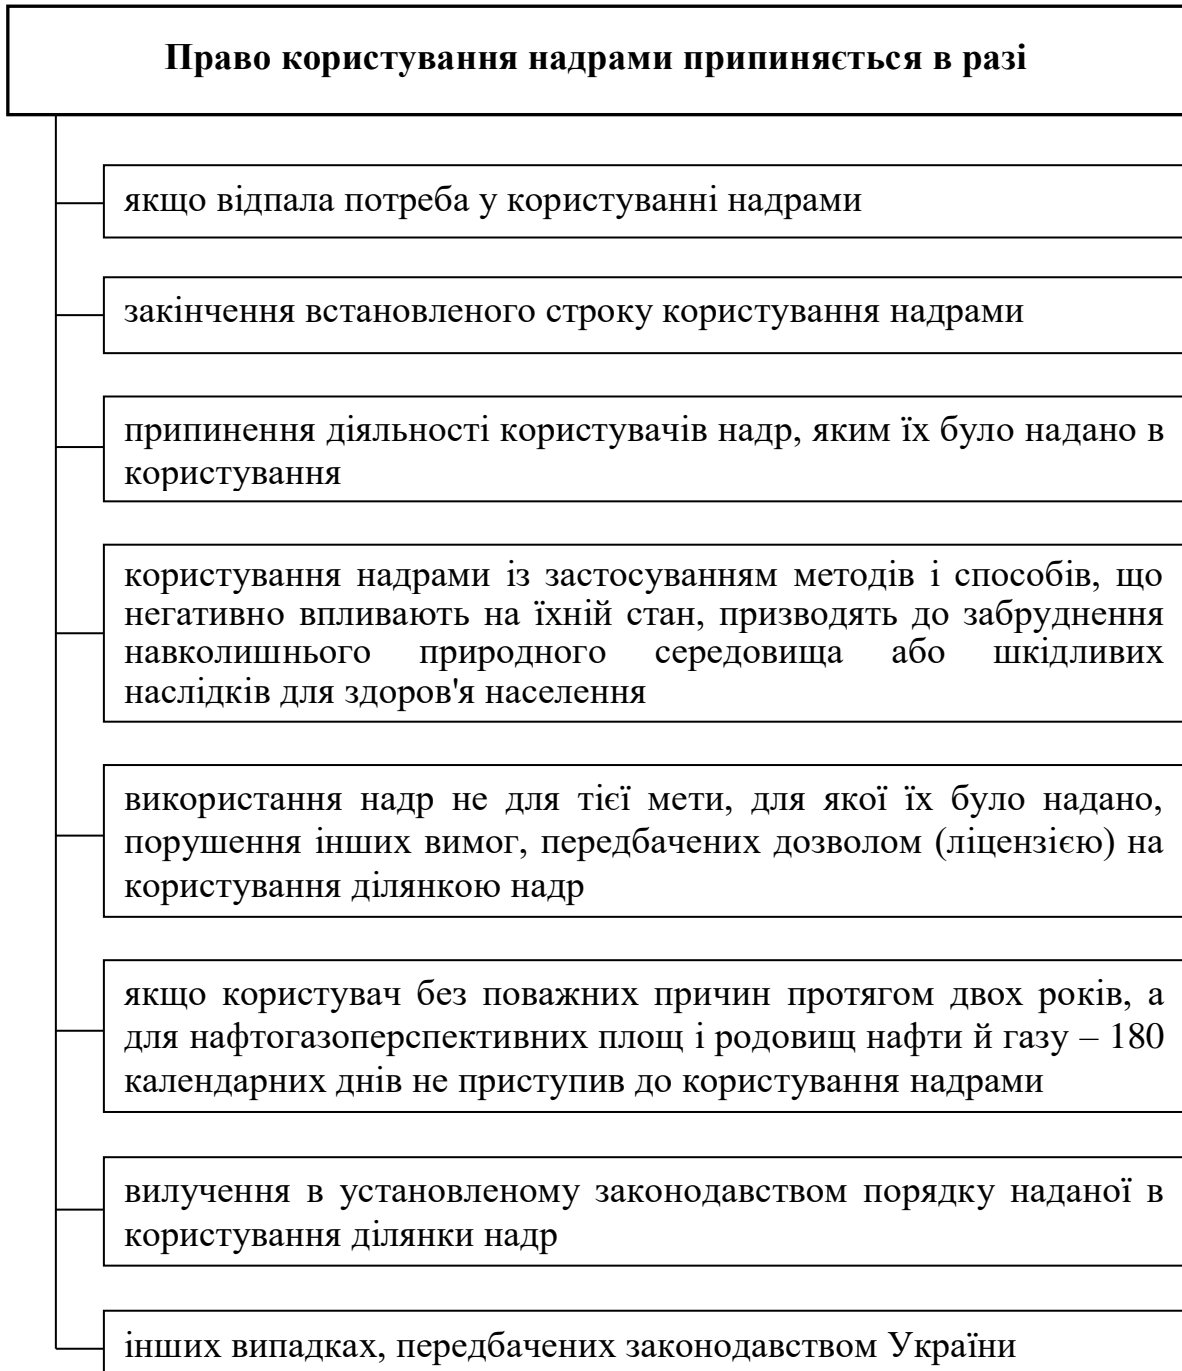 Право користування надрами припиняється в разі
якщо відпала потреба у користуванні надрами
закінчення встановленого строку користування надрами
припинення діяльності користувачів надр, яким їх було надано в
користування
користування надрами із застосуванням методів і способів, що
негативно впливають на їхній стан, призводять до забруднення
навколишнього природного середовища або шкідливих
наслідків для здоров'я населення
використання надр не для тієї мети, для якої їх було надано,
порушення інших вимог, передбачених дозволом (ліцензією) на
користування ділянкою надр
якщо користувач без поважних причин протягом двох років, а
для нафтогазоперспективних площ і родовищ нафти й газу – 180
календарних днів не приступив до користування надрами
вилучення в установленому законодавством порядку наданої в
користування ділянки надр
інших випадках, передбачених законодавством України